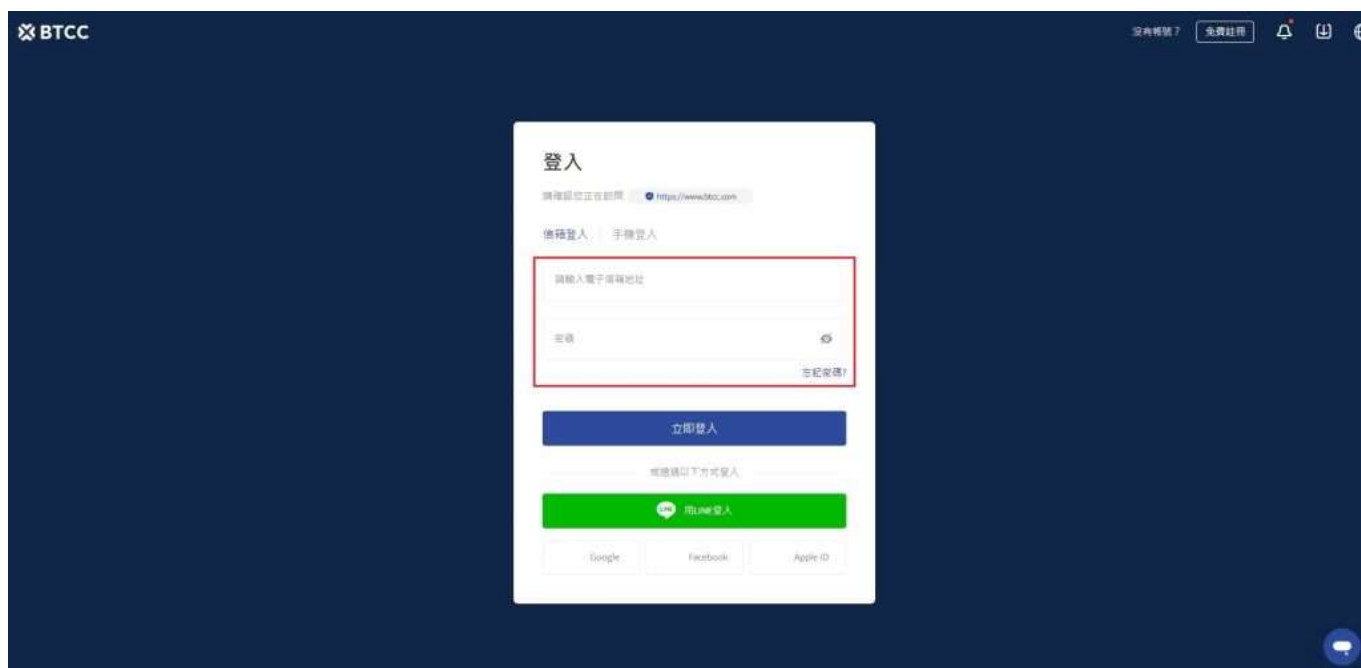 BTCC
沒有帳號？ 免費註冊
登入
請確認您正在訪問 https://www.btcc.com
信箱登入 手機登入
請輸入電子信箱地址
密碼
忘記密碼?
立即登入
或透過以下方式登入
LINE 用LINE登入
Google Facebook Apple ID